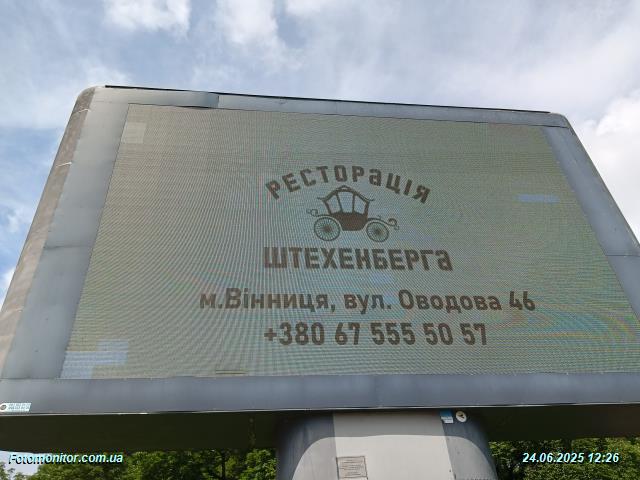 РЕСТОРАЦІЯ
ШТЕХЕНБЕРГА
м.Вінниця, вул. Оводова 46
+380 67 555 50 57
Fotomonitor.com.ua
24.06.2025 12:26